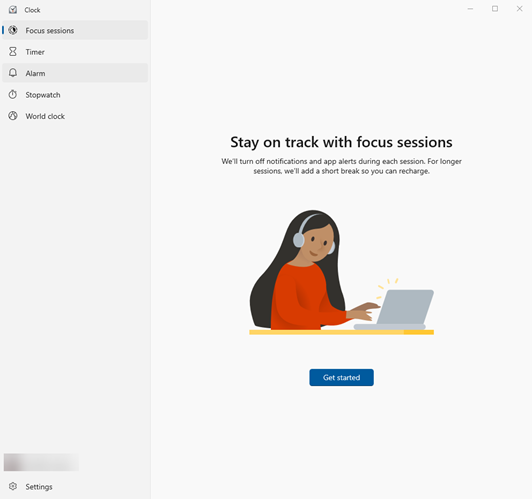 Clock
Focus sessions
Timer
Alarm
Stopwatch
World clock
Stay on track with focus sessions
We'll turn off notifications and app alerts during each session. For longer
sessions, we'll add a short break so you can recharge.
Get started
Settings